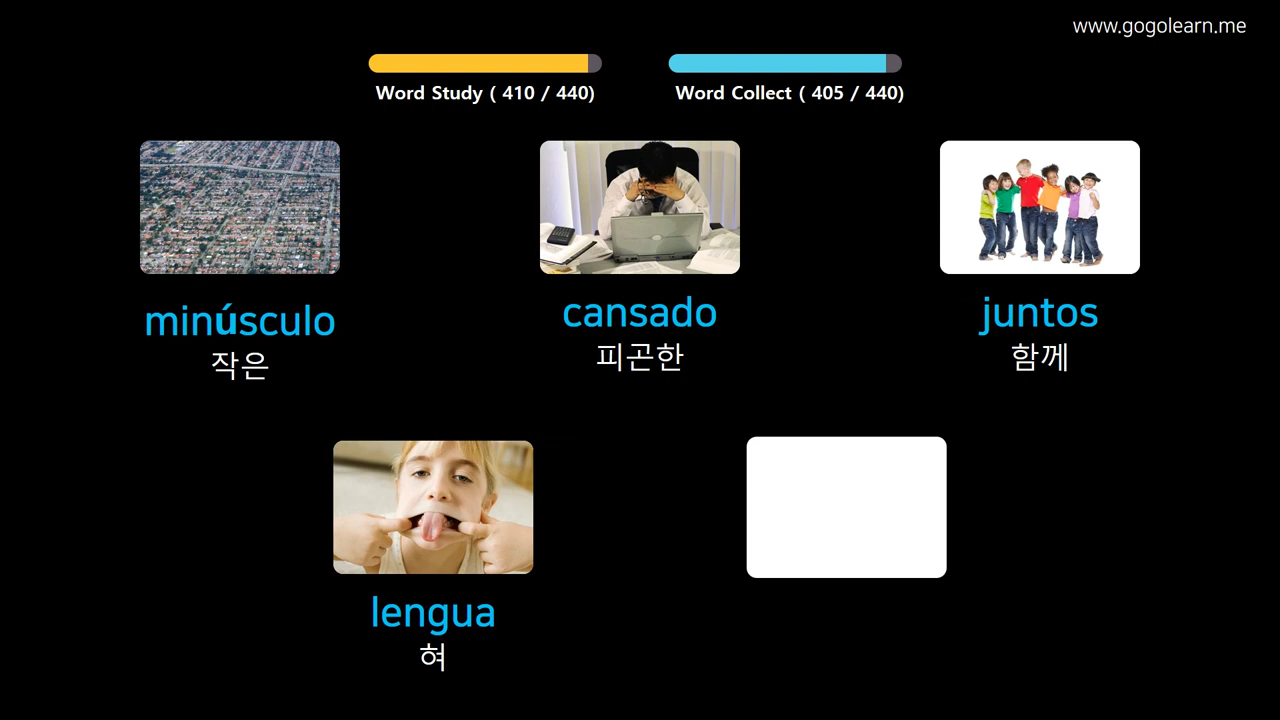 www.gogolearn.me
Word Study ( 410 / 440)
Word Collect ( 405 / 440)
minúsculo
작은
cansado
피곤한
juntos
함께
lengua
혀